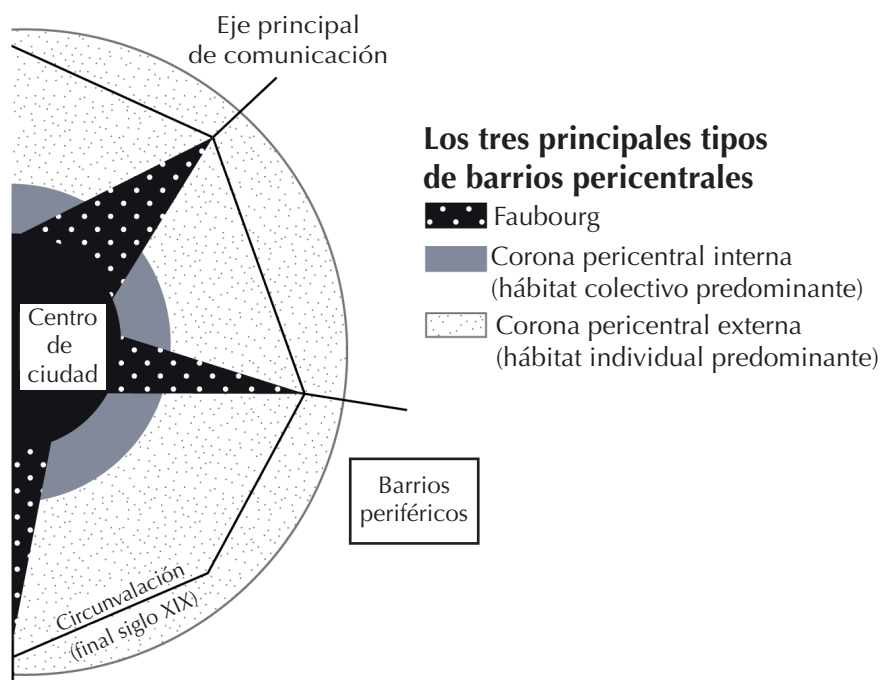 Eje principal
de comunicación
Los tres principales tipos
de barrios pericentrales
Faubourg
Corona pericentral interna
(hábitat colectivo predominante)
Corona pericentral externa
(hábitat individual predominante)
Centro
de
ciudad
Barrios
periféricos
Circunvalación
(final siglo XIX)